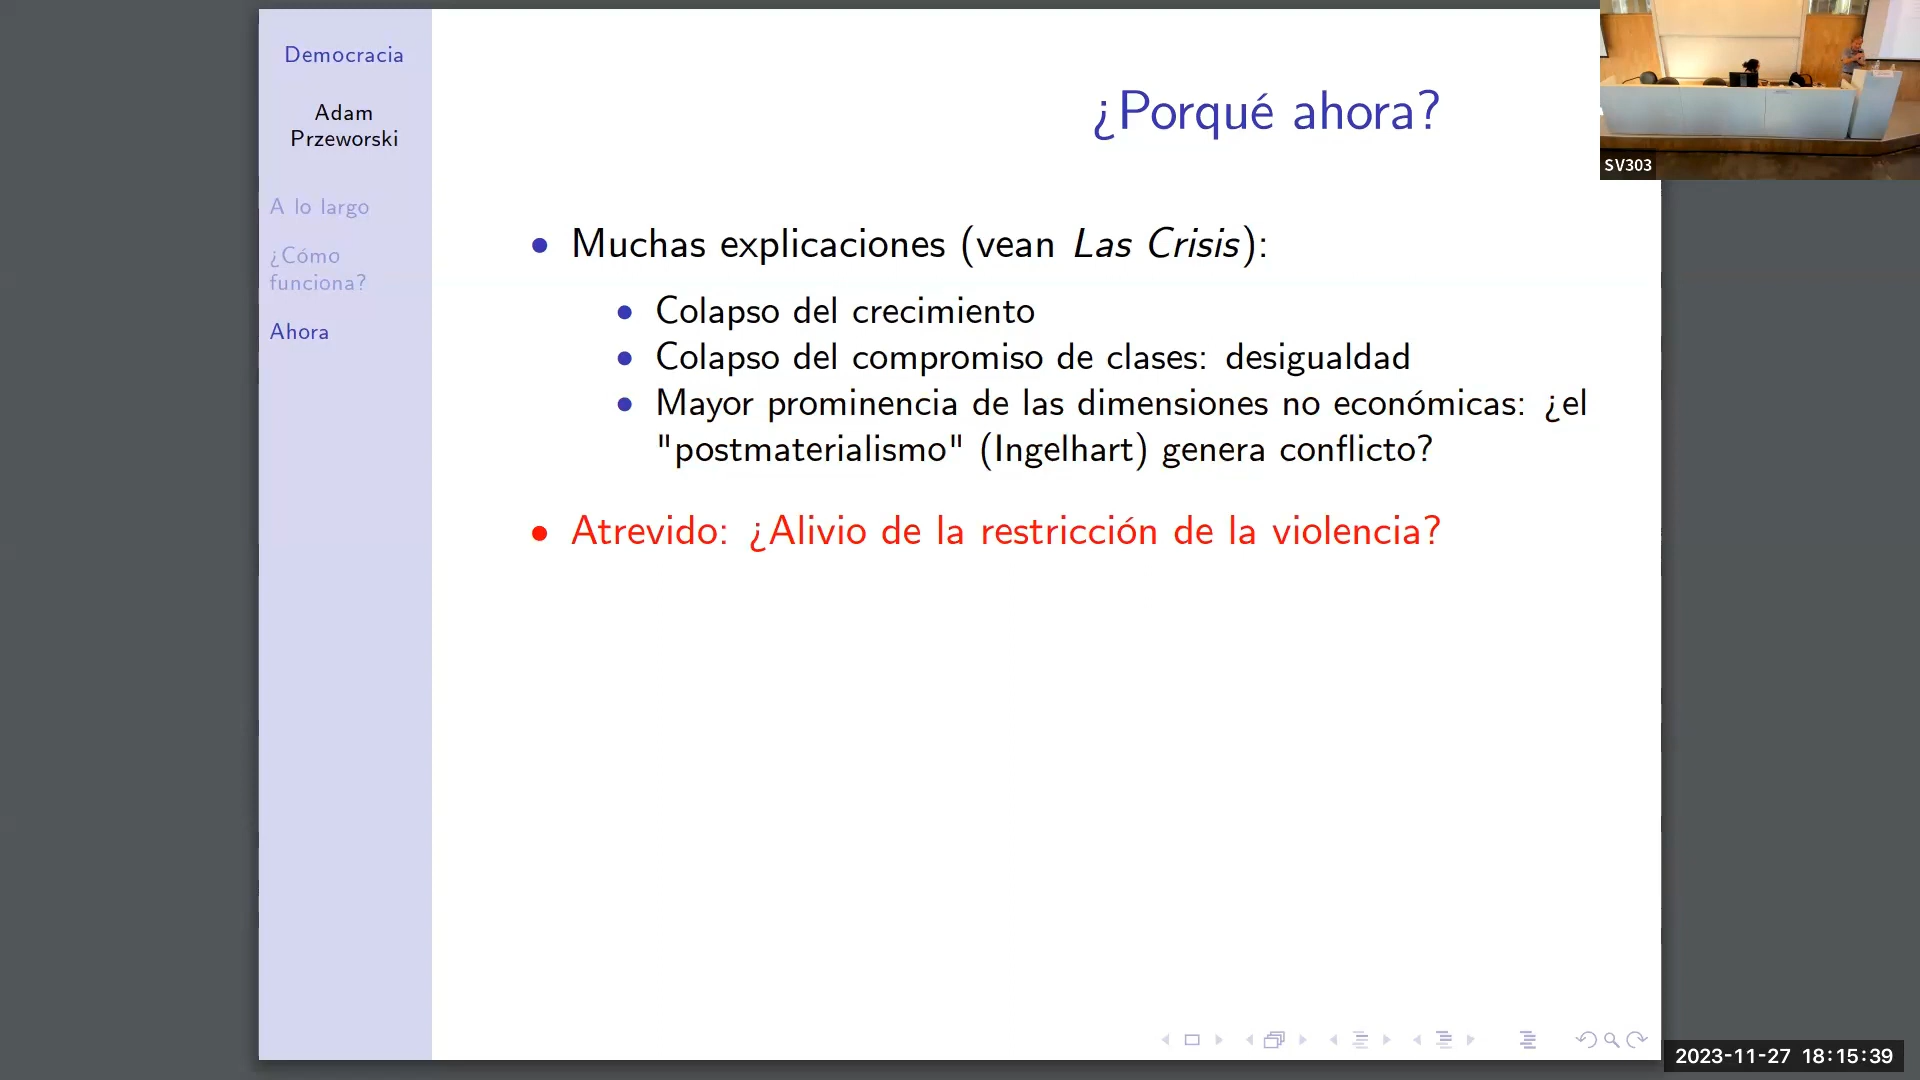 Democracia
Adam
Przeworski
A lo largo
¿Cómo
funciona?
Ahora
¿Porqué ahora?
• Muchas explicaciones (vean Las Crisis):
• Colapso del crecimiento
• Colapso del compromiso de clases: desigualdad
• Mayor prominencia de las dimensiones no económicas: ¿el
"postmaterialismo" (Ingelhart) genera conflicto?
• Atrevido: ¿Alivio de la restricción de la violencia?
SV303
2023-11-27 18:15:39